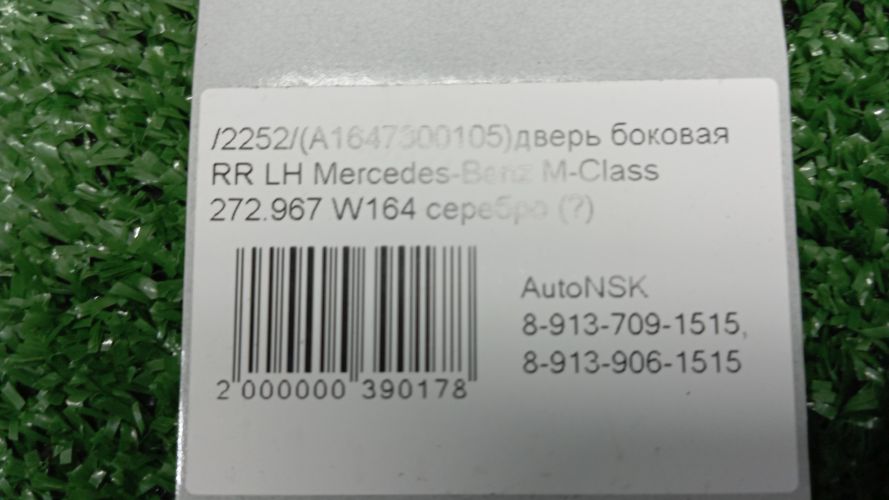 /2252/(A1647300105)дверь боковая
RR LH Mercedes-Benz M-Class
272.967 W164 серебро (?)
AutoNSK
8-913-709-1515,
8-913-906-1515
2 000000 390178